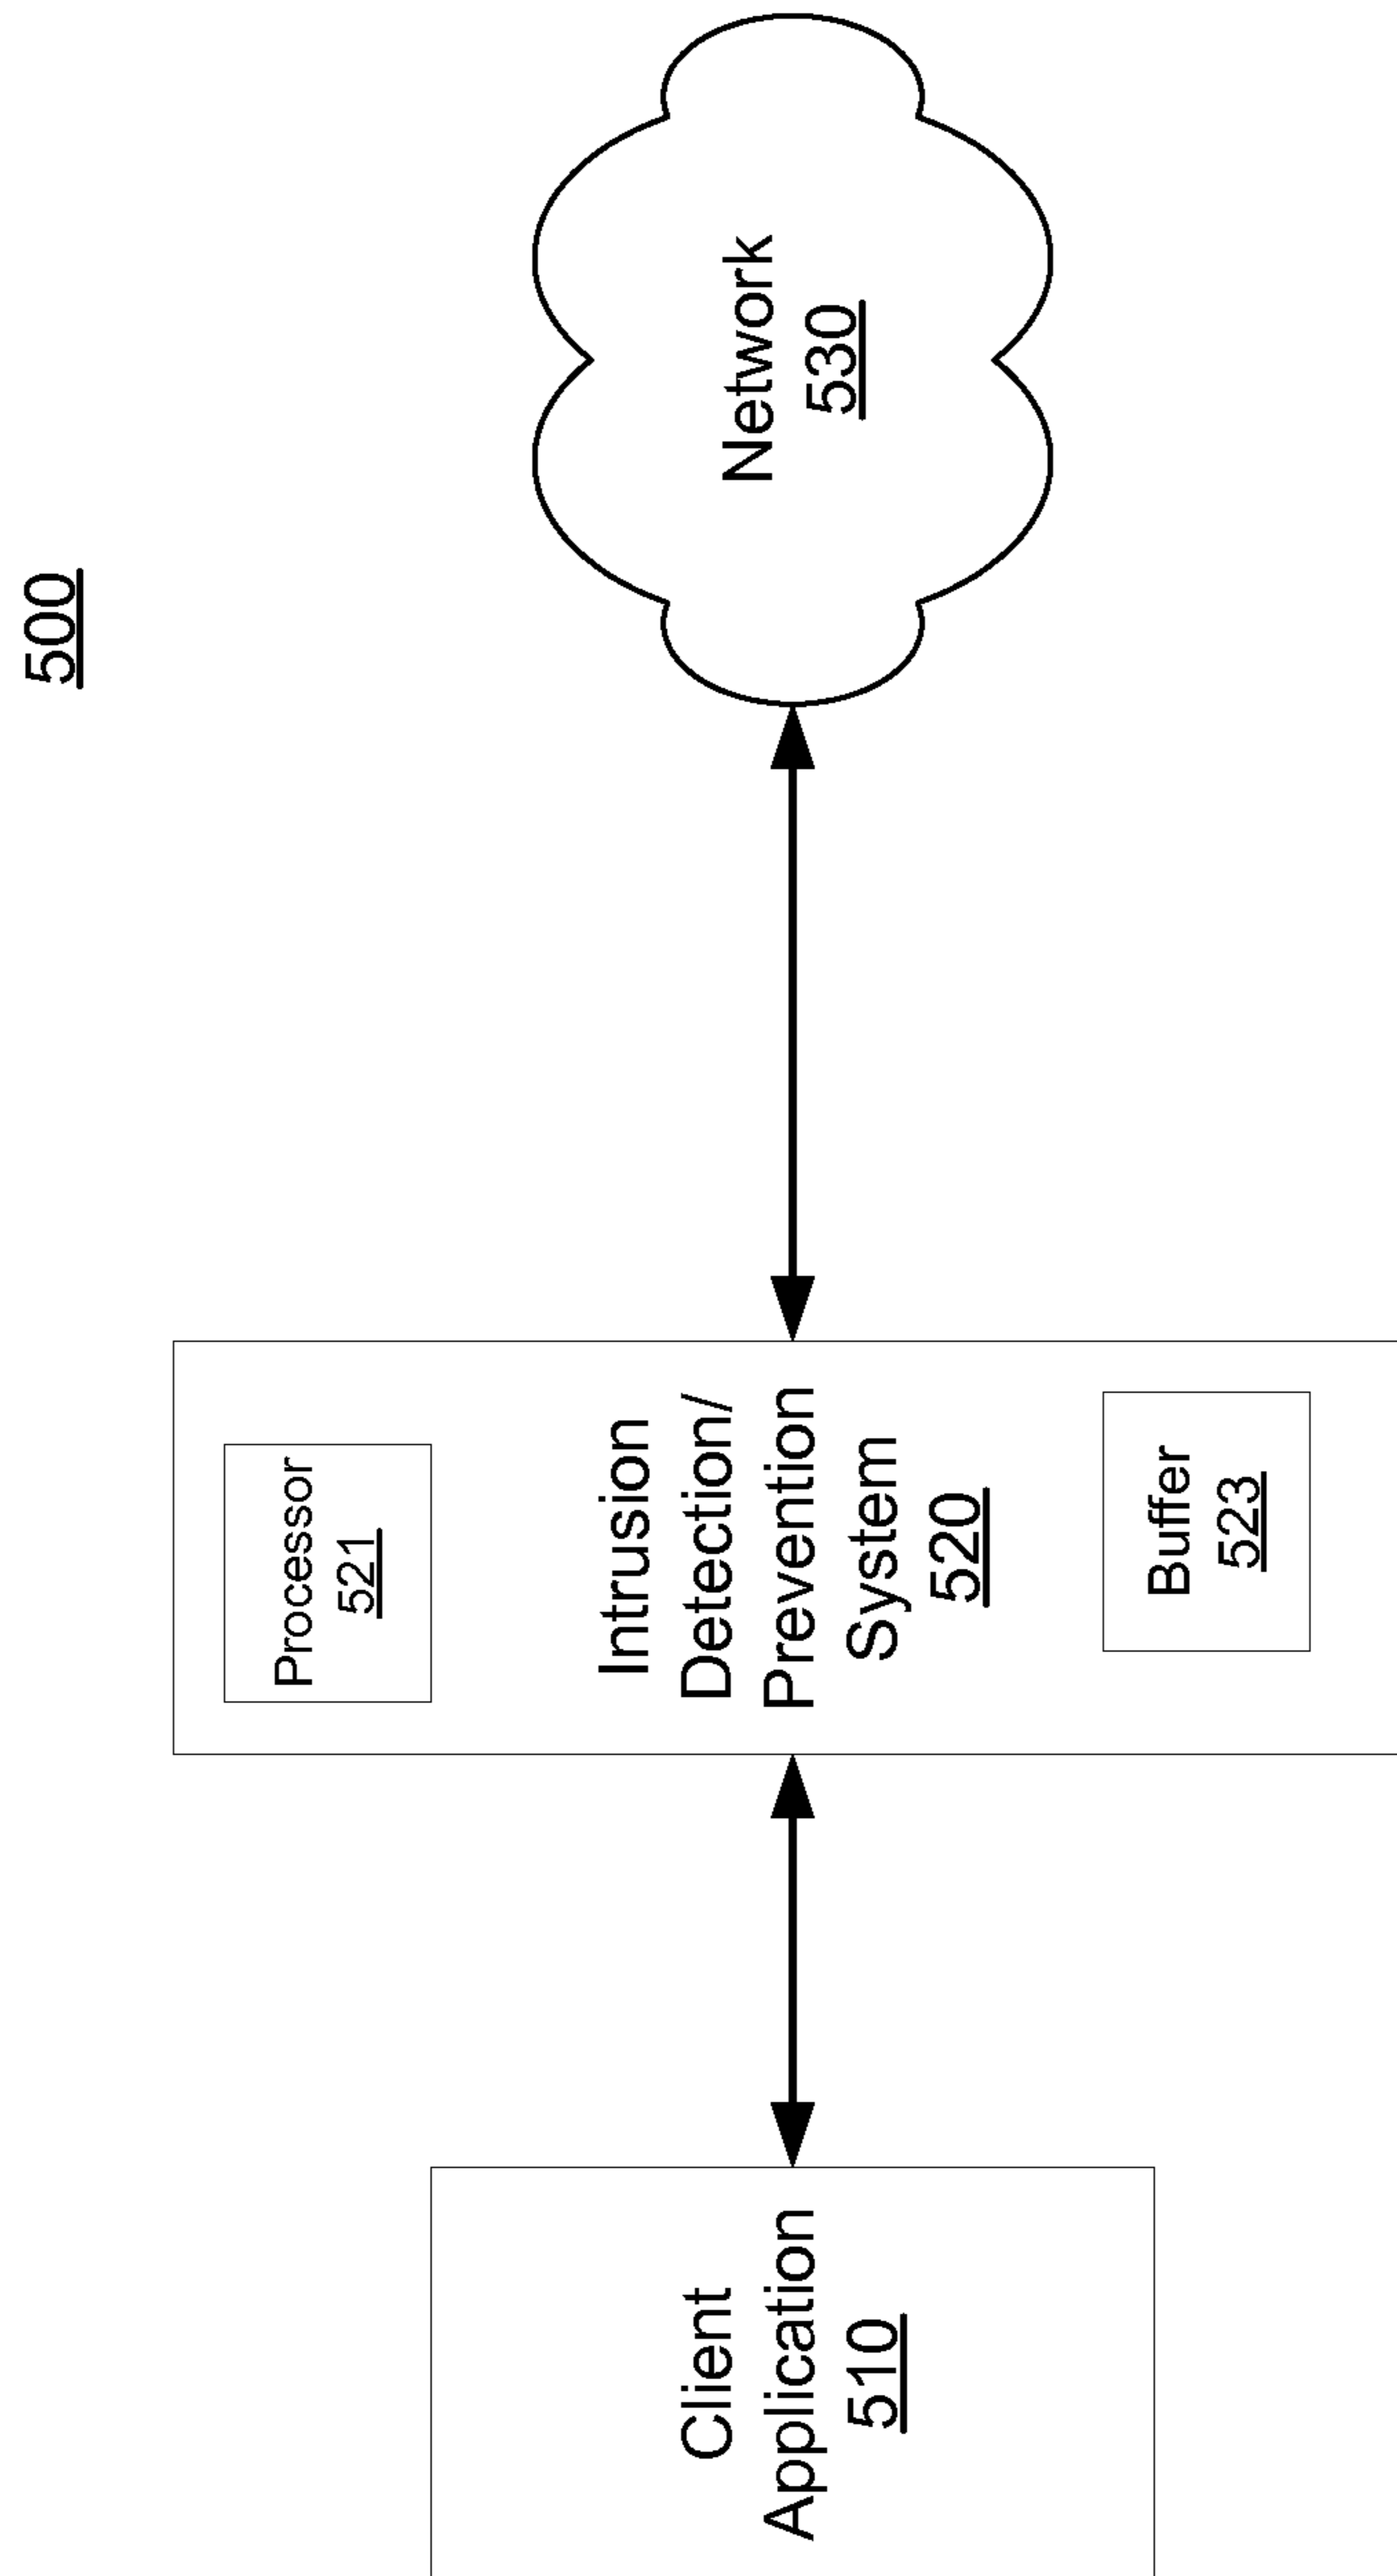 500
Client
Application
510
Processor
521
Intrusion
Detection/
Prevention
System
520
Buffer
523
Network
530